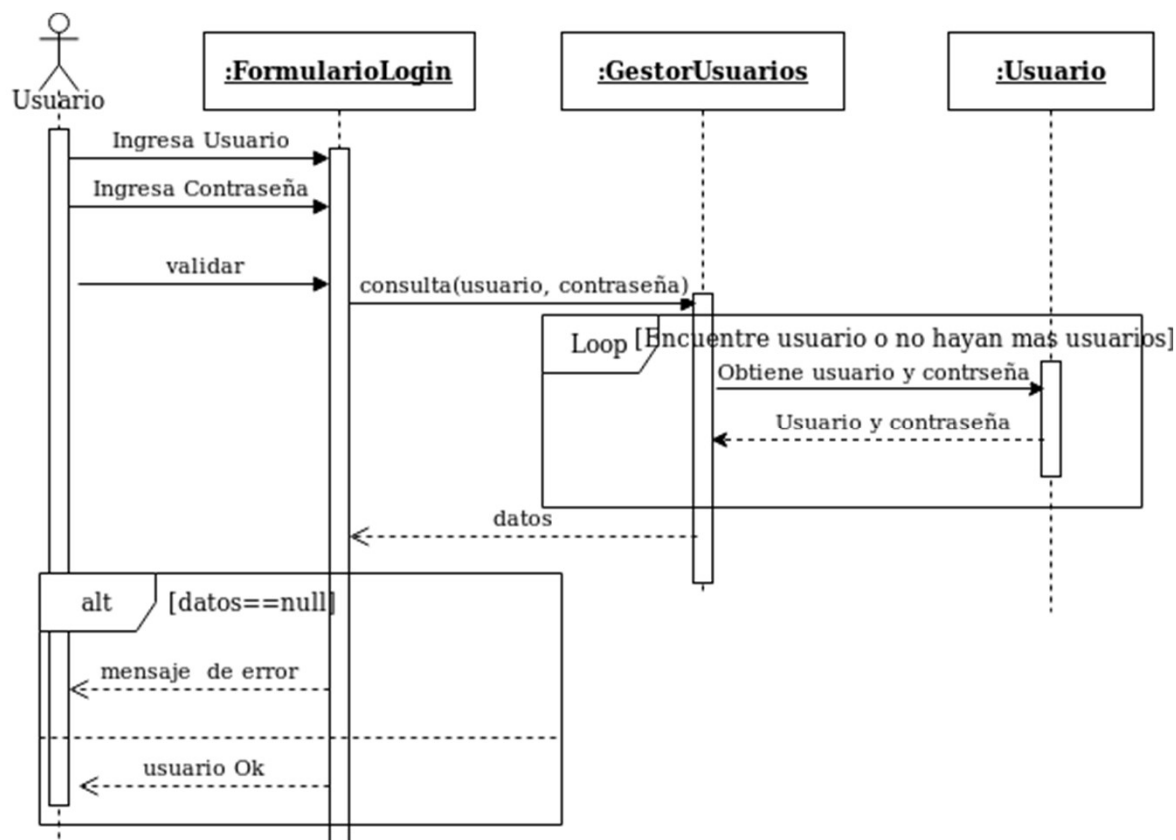 Usuario
:FormularioLogin
:GestorUsuarios
:Usuario
Ingresa Usuario
Ingresa Contraseña
validar
consulta(usuario, contraseña)
Loop
[Encuentre usuario o no hayan mas usuarios]
Obtiene usuario y contrseña
Usuario y contraseña
datos
alt
[datos==null]
mensaje de error
usuario Ok